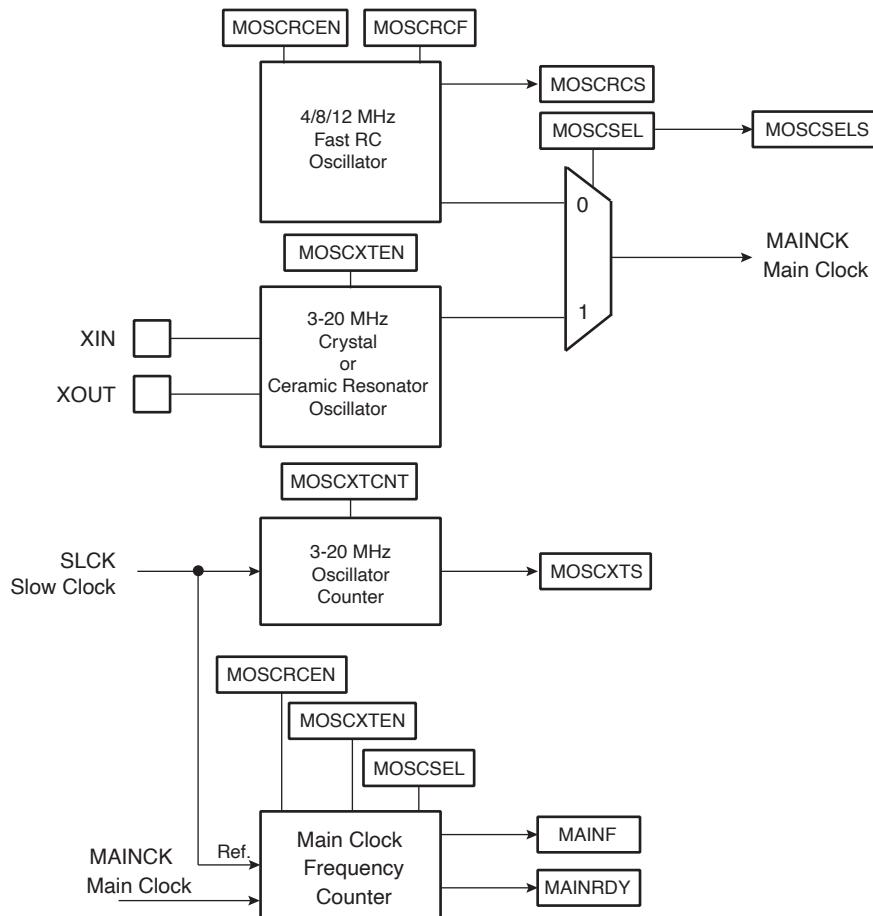 MOSCRCEN
MOSCRCF
4/8/12 MHz
Fast RC
Oscillator
MOSCRCS
MOSCSEL
MOSCSELS
0
1
MAINCK
Main Clock
MOSCXTEN
3-20 MHz
Crystal
or
Ceramic Resonator
Oscillator
XIN
XOUT
MOSCXTCNT
3-20 MHz
Oscillator
Counter
SLCK
Slow Clock
MOSCXTS
MOSCRCEN
MOSCXTEN
MOSCSEL
Main Clock
Frequency
Counter
Ref.
MAINCK
Main Clock
MAINF
MAINRDY